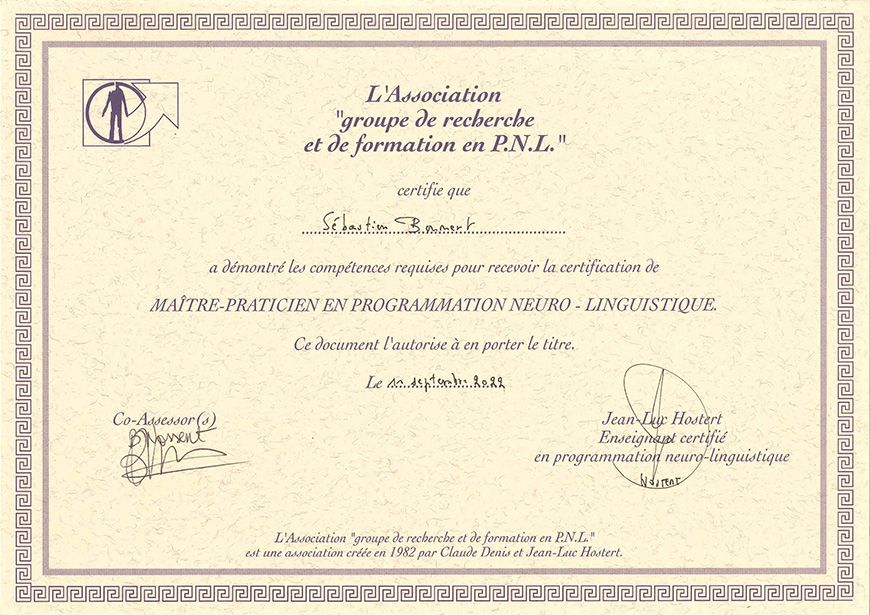 L'Association
"groupe de recherche
et de formation en P.N.L."
certifie que
Sébastien Bonnert
a démontré les compétences requises pour recevoir la certification de
MAÎTRE-PRATICIEN EN PROGRAMMATION NEURO - LINGUISTIQUE.
Ce document l'autorise à en porter le titre.
Le septembre 2022
Co-Assessor(s)
Jean-Luc Hostert
Enseignant certifié
en programmation neuro-linguistique
L'Association "groupe de recherche et de formation en P.N.L."
est une association créée en 1982 par Claude Denis et Jean-Luc Hostert.